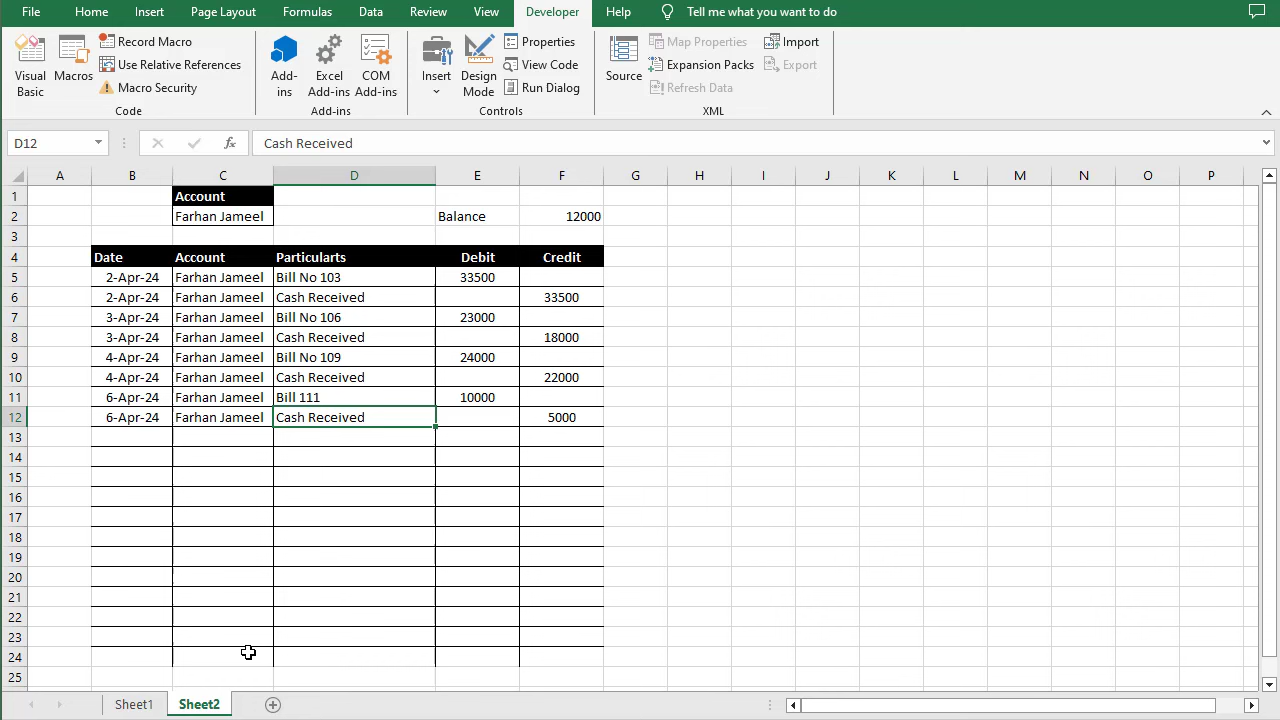 File Home Insert Page Layout Formulas Data Review View Developer Help Tell me what you want to do
Visual Basic Macros Record Macro Use Relative References Macro Security Add-ins Excel Add-ins COM Add-ins Insert Design Mode Properties View Code Run Dialog Source Map Properties Expansion Packs Refresh Data Import Export
Code Add-ins Controls XML
D12 fx Cash Received
A B C D E F G H I J K L M N O P
1 Account
2 Farhan Jameel Balance 12000
3
4 Date Account Particularts Debit Credit
5 2-Apr-24 Farhan Jameel Bill No 103 33500
6 2-Apr-24 Farhan Jameel Cash Received 33500
7 3-Apr-24 Farhan Jameel Bill No 106 23000
8 3-Apr-24 Farhan Jameel Cash Received 18000
9 4-Apr-24 Farhan Jameel Bill No 109 24000
10 4-Apr-24 Farhan Jameel Cash Received 22000
11 6-Apr-24 Farhan Jameel Bill 111 10000
12 6-Apr-24 Farhan Jameel Cash Received 5000
13
14
15
16
17
18
19
20
21
22
23
24
25
Sheet1 Sheet2